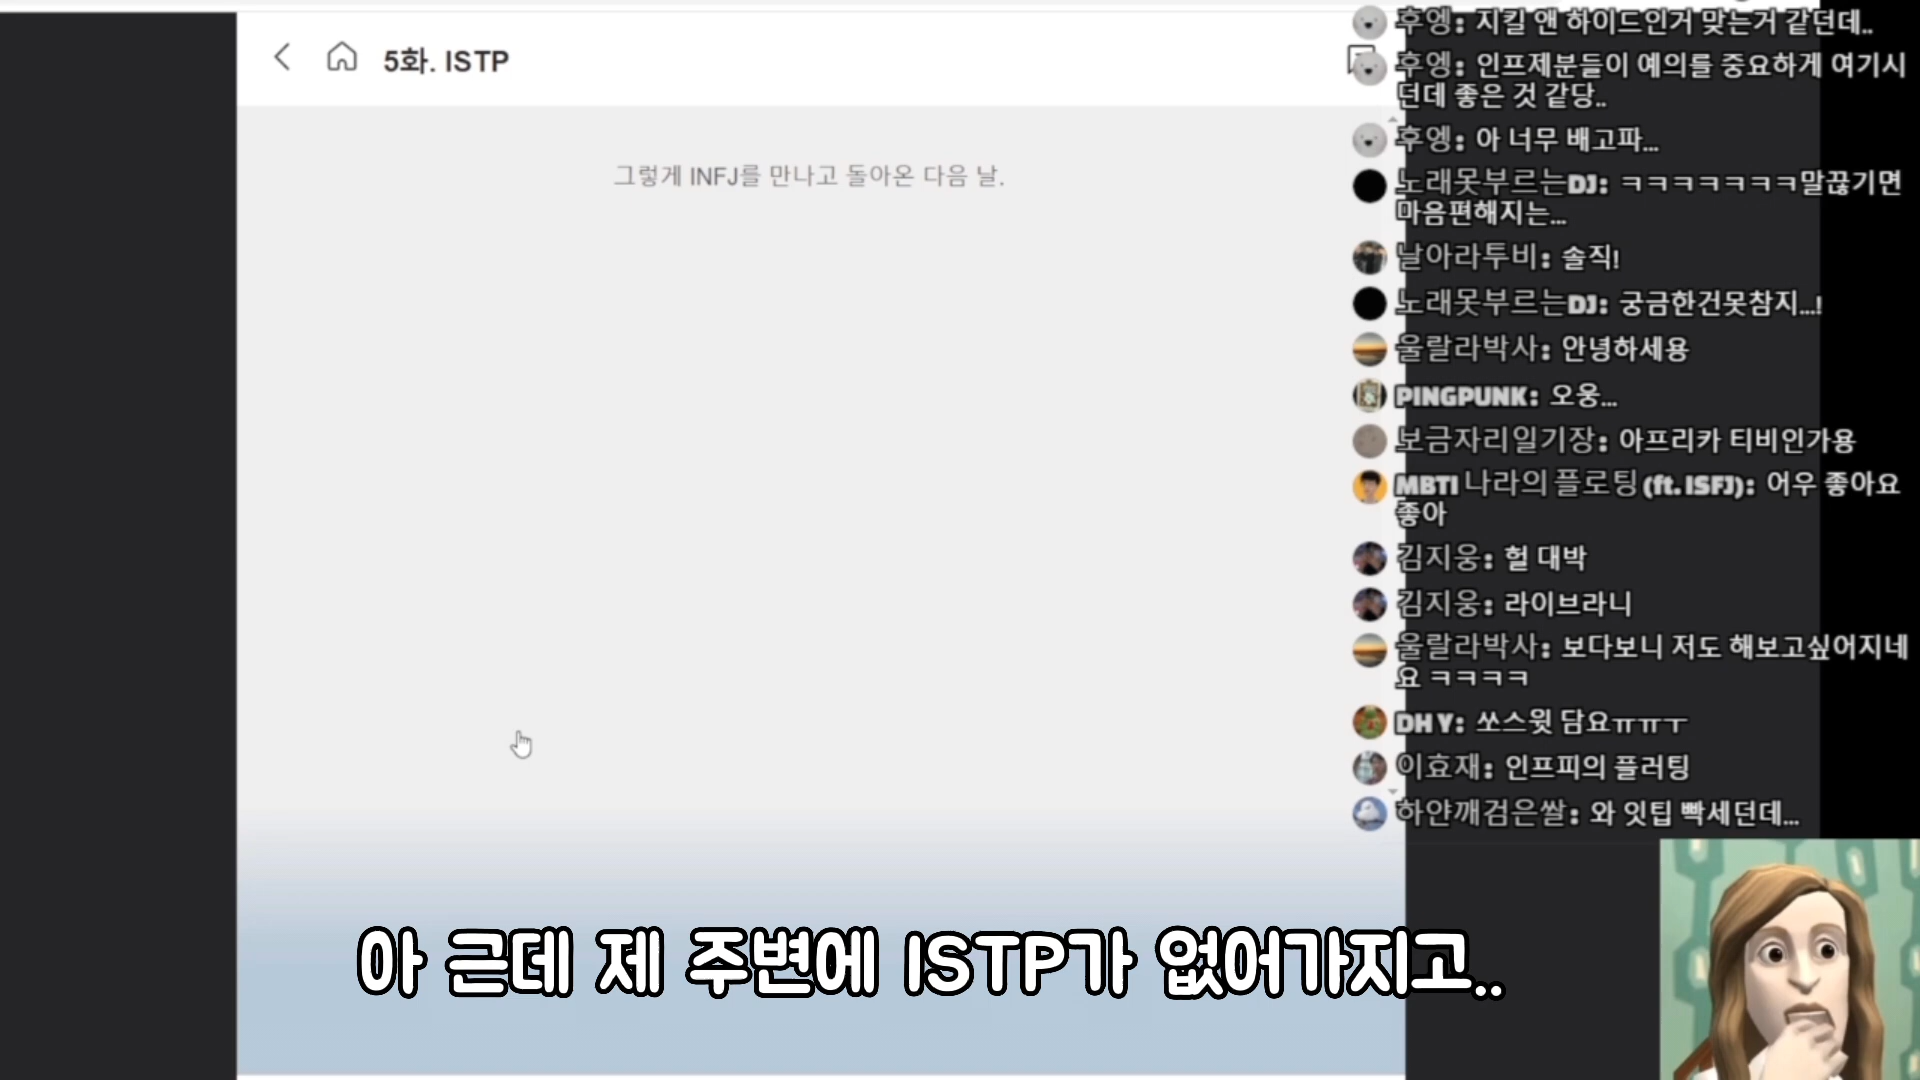 5화. ISTP
그렇게 INFJ를 만나고 돌아온 다음 날.
후엥: 지킬 앤 하이드인거 맞는거 같던데..
후엥: 인프제분들이 예의를 중요하게 여기시
던데 좋은 것 같당..
후엥: 아 너무 배고파...
노래못부르는DJ: ㅋㅋㅋㅋㅋㅋㅋ말끊기면
마음편해지는...
날아라투비: 솔직!
노래못부르는DJ: 궁금한건못참지...!
울랄라박사: 안녕하세용
PINGPUNK: 오웅...
보금자리일기장: 아프리카 티비인가용
MBTI 나라의 플로팅 (ft. ISFJ): 어우 좋아요
좋아
김지웅: 헐 대박
김지웅: 라이브라니
울랄라박사: 보다보니 저도 해보고싶어지네
요 ㅋㅋㅋㅋ
DH Y: 쏘스윗 담요ㅠㅠㅜ
이효재: 인프피의 플러팅
하얀깨검은쌀: 와 잇팁 빡세던데...
아 근데 제 주변에 ISTP가 없어가지고..